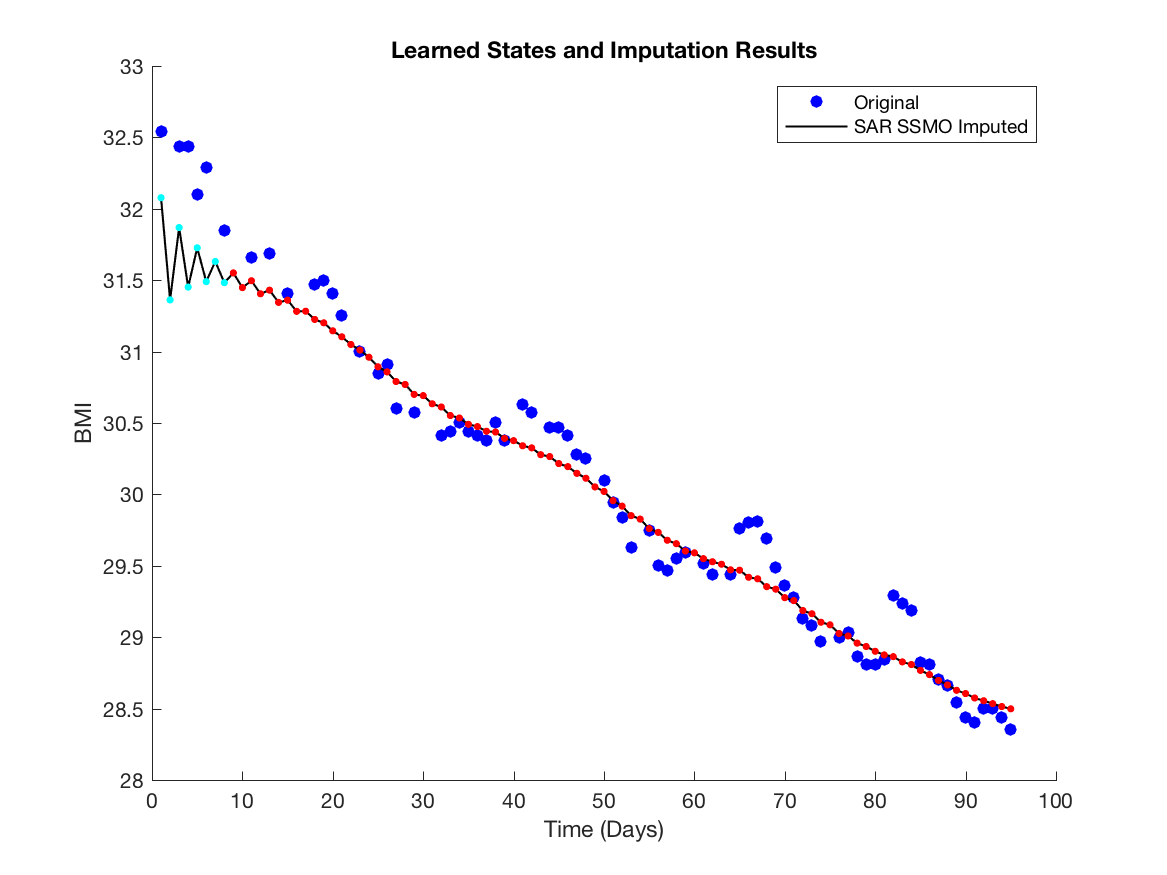 Learned States and Imputation Results
Original
SAR SSMO Imputed
33
32.5
32
31.5
31
30.5
30
29.5
29
28.5
28
BMI
0 10 20 30 40 50 60 70 80 90 100
Time (Days)